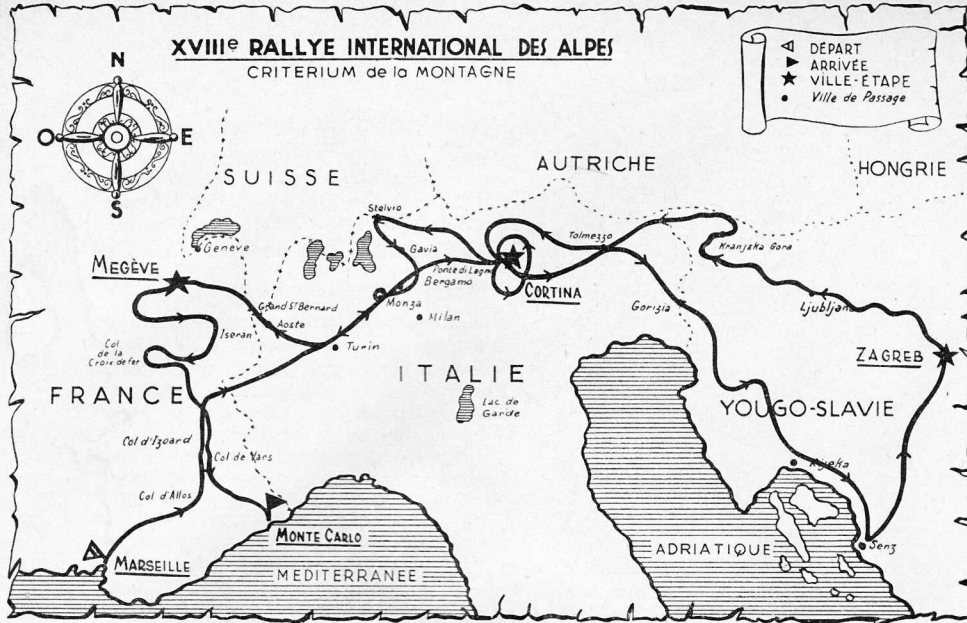 XVIIIᵉ RALLYE INTERNATIONAL DES ALPES
CRITERIUM de la MONTAGNE
DÉPART
ARRIVÉE
VILLE-ÉTAPE
Ville de Passage
N
O
E
S
SUISSE
AUTRICHE
HONGRIE
Genève
Stelvio
Gavia
Tolmezzo
Kranjska Gora
MEGÈVE
Ponte di Legno
Bergamo
CORTINA
Grand St Bernard
Monza
Gorizia
Ljubljana
Aoste
Milan
Iseran
Turin
Col
de la
Croix de fer
ZAGREB
FRANCE
ITALIE
Lac de
Garde
YOUGO-SLAVIE
Col d'Izoard
Col de Vars
Rijeka
Col d'Allos
MONTE CARLO
ADRIATIQUE
Senj
MARSEILLE
MEDITERRANÉE